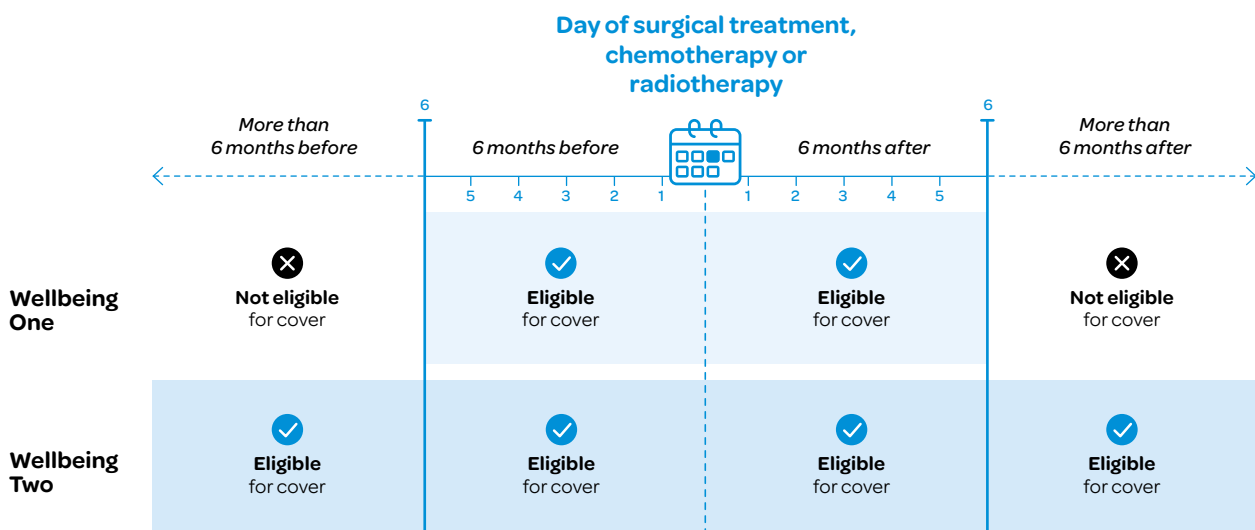 Day of surgical treatment,
chemotherapy or
radiotherapy
6
6
More than
6 months before
6 months before
6 months after
More than
6 months after
5 4 3 2 1 1 2 3 4 5
Wellbeing
One
Not eligible
for cover
Eligible
for cover
Eligible
for cover
Not eligible
for cover
Wellbeing
Two
Eligible
for cover
Eligible
for cover
Eligible
for cover
Eligible
for cover